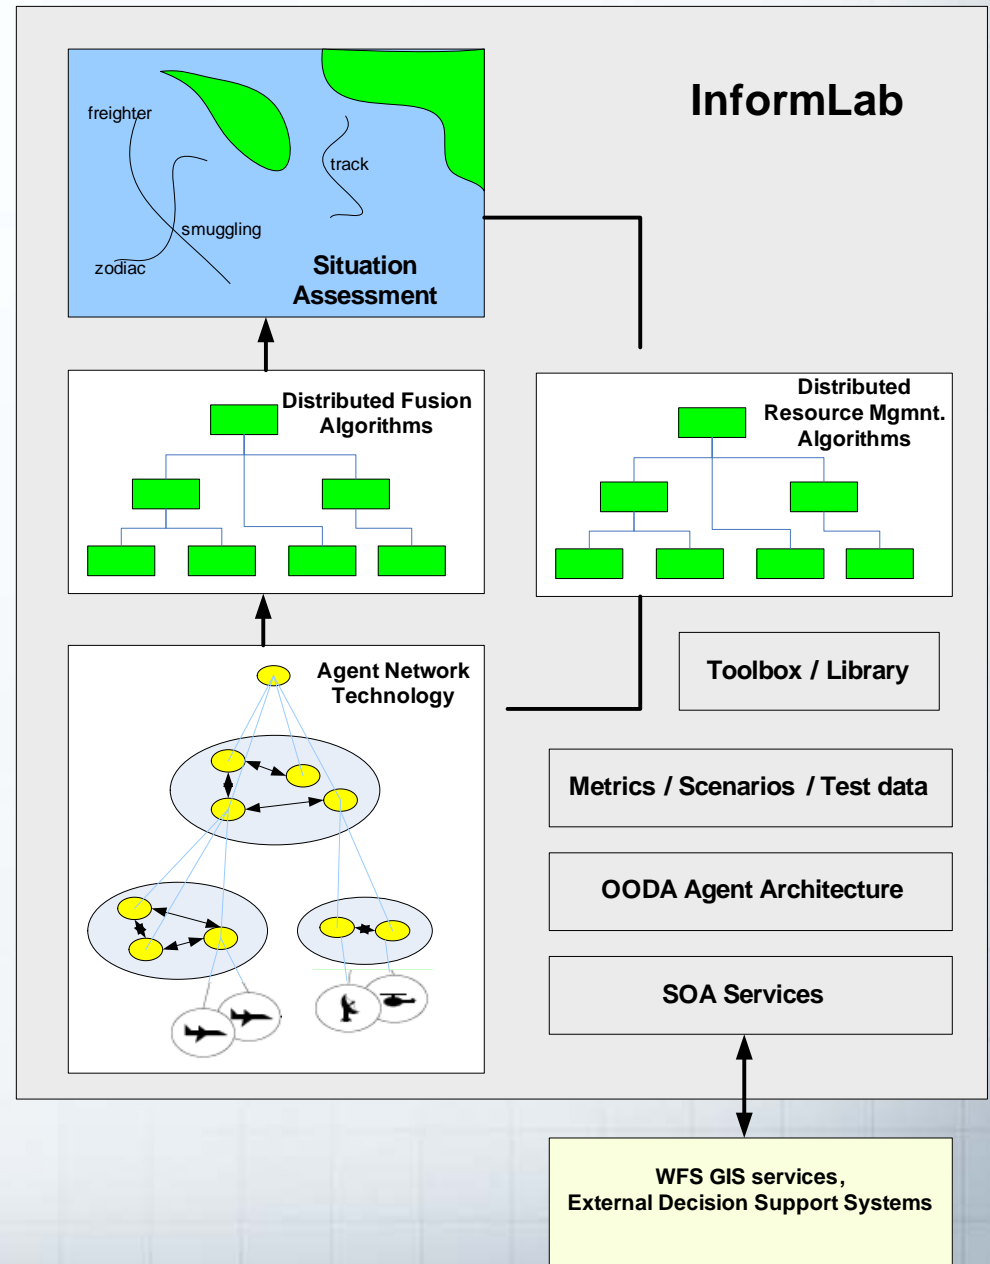 InformLab
freighter
track
smuggling
zodiac
Situation
Assessment
Distributed Fusion
Algorithms
Distributed
Resource Mgmnt.
Algorithms
Agent Network
Technology
Toolbox / Library
Metrics / Scenarios / Test data
OODA Agent Architecture
SOA Services
WFS GIS services,
External Decision Support Systems